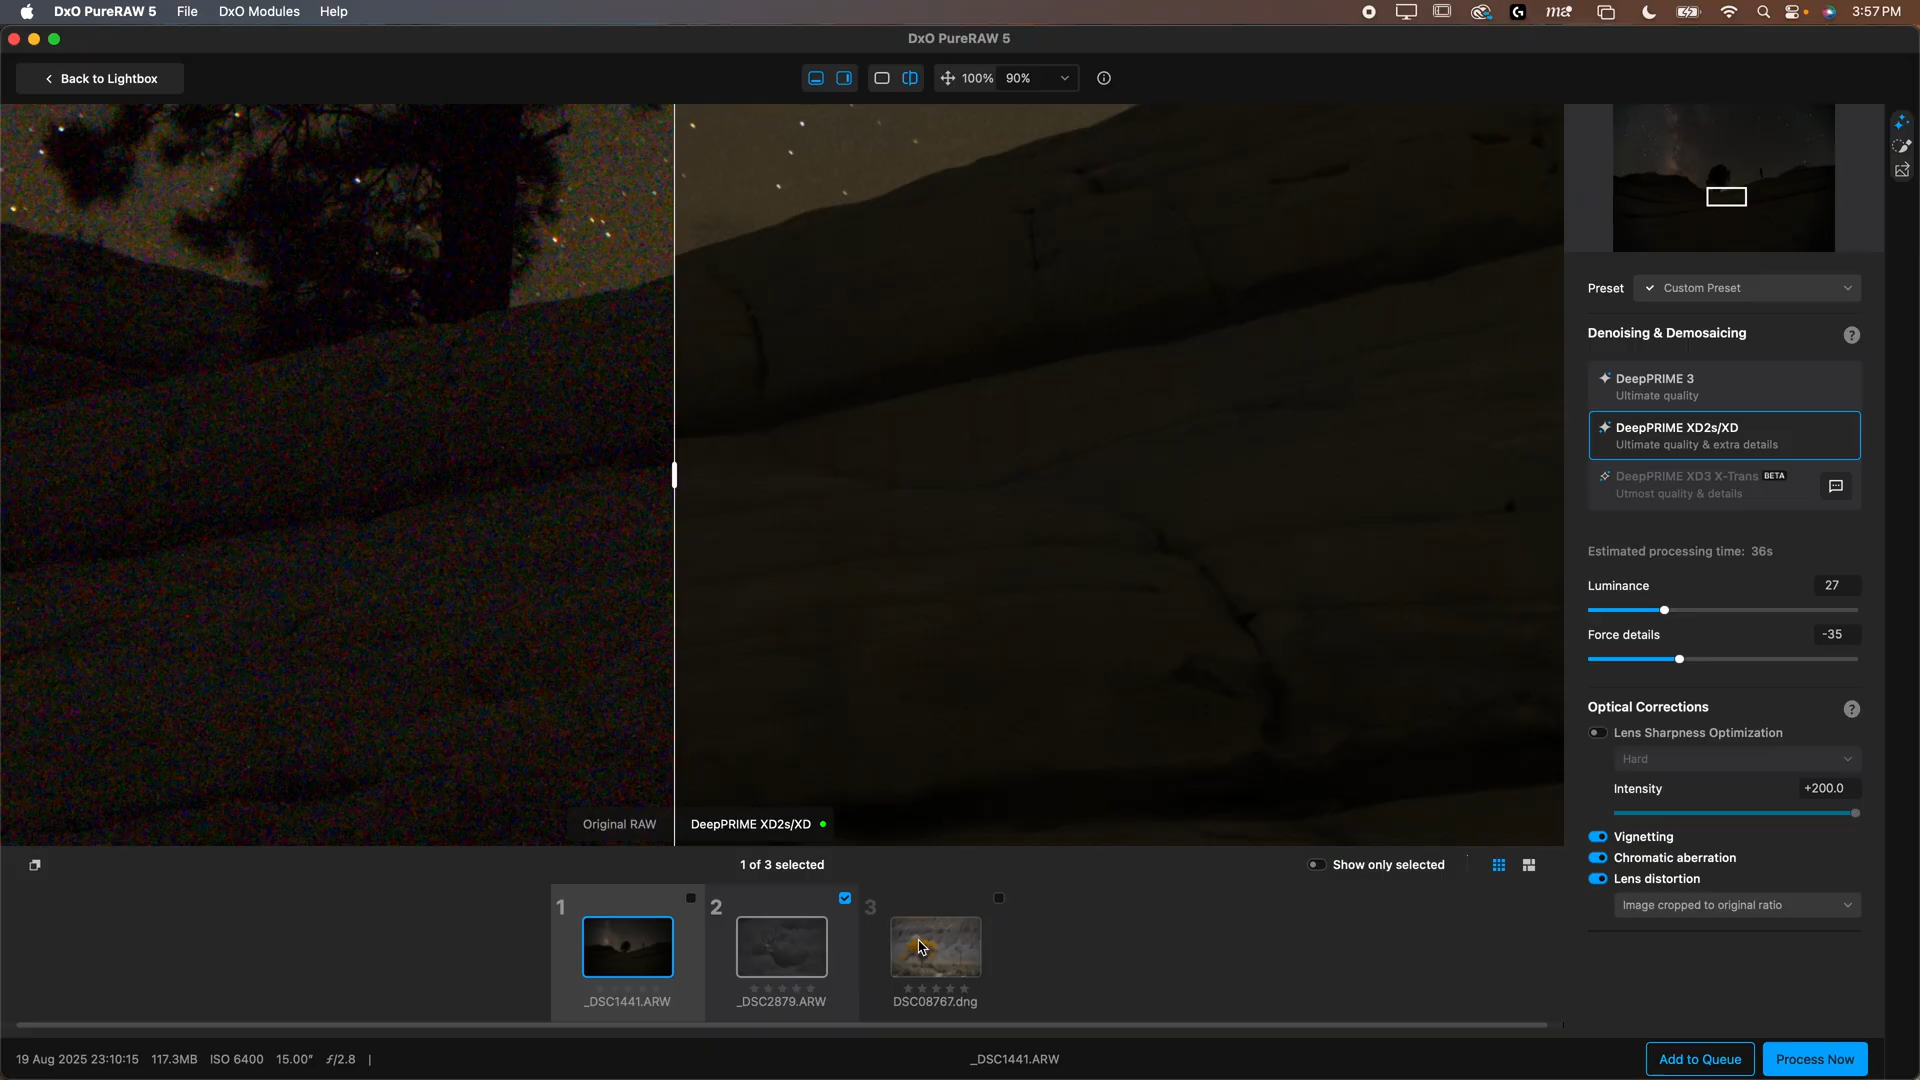 DxO PureRAW 5 File DxO Modules Help 3:57 PM
DxO PureRAW 5
Back to Lightbox 100% 90%
Preset Custom Preset
Denoising & Demosaicing ?
DeepPRIME 3
Ultimate quality
DeepPRIME XD2s/XD
Ultimate quality & extra details
DeepPRIME XD3 X-Trans BETA
Utmost quality & details
Estimated processing time: 36s
Luminance 27
Force details -35
Optical Corrections ?
Lens Sharpness Optimization
Hard
Intensity +200.0
Original RAW DeepPRIME XD2s/XD
Vignetting
Chromatic aberration
Lens distortion
Image cropped to original ratio
1 of 3 selected Show only selected
1 2 3
_DSC1441.ARW _DSC2879.ARW DSC08767.dng
19 Aug 2025 23:10:15 117.3MB ISO 6400 15.00" ƒ/2.8 | _DSC1441.ARW Add to Queue Process Now